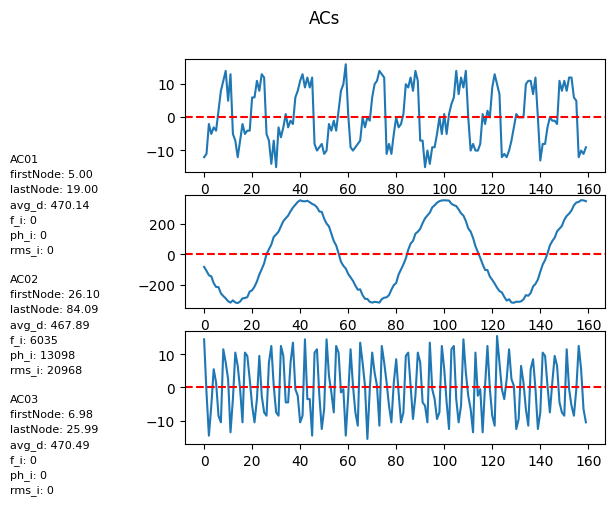 ACs
10
0
−10
0 20 40 60 80 100 120 140 160
200
0
−200
0 20 40 60 80 100 120 140 160
10
0
−10
0 20 40 60 80 100 120 140 160
AC01
firstNode: 5.00
lastNode: 19.00
avg_d: 470.14
f_i: 0
ph_i: 0
rms_i: 0
AC02
firstNode: 26.10
lastNode: 84.09
avg_d: 467.89
f_i: 6035
ph_i: 13098
rms_i: 20968
AC03
firstNode: 6.98
lastNode: 25.99
avg_d: 470.49
f_i: 0
ph_i: 0
rms_i: 0